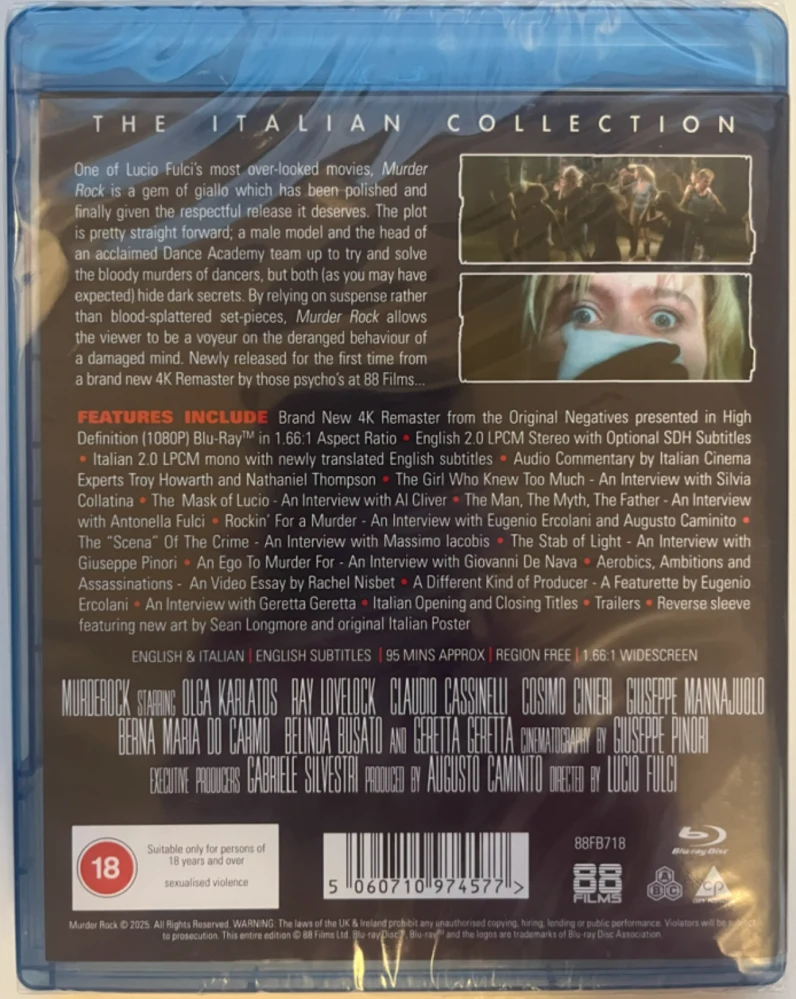 THE ITALIAN COLLECTION
One of Lucio Fulci's most over-looked movies, Murder
Rock is a gem of giallo which has been polished and
finally given the respectful release it deserves. The plot
is pretty straight forward; a male model and the head of
an acclaimed Dance Academy team up to try and solve
the bloody murders of dancers, but both (as you may have
expected) hide dark secrets. By relying on suspense rather
than blood-splattered set-pieces, Murder Rock allows
the viewer to be a voyeur on the deranged behaviour of
a damaged mind. Newly released for the first time from
a brand new 4K Remaster by those psycho's at 88 Films...
FEATURES INCLUDE Brand New 4K Remaster from the Original Negatives presented in High
Definition (1080P) Blu-Ray™ in 1.66:1 Aspect Ratio • English 2.0 LPCM Stereo with Optional SDH Subtitles
• Italian 2.0 LPCM mono with newly translated English subtitles • Audio Commentary by Italian Cinema
Experts Troy Howarth and Nathaniel Thompson • The Girl Who Knew Too Much - An Interview with Silvia
Collatina • The Mask of Lucio - An Interview with Al Cliver • The Man, The Myth, The Father - An Interview
with Antonella Fulci • Rockin' For a Murder - An Interview with Eugenio Ercolani and Augusto Caminito •
The "Scena" Of The Crime - An Interview with Massimo Iacobis • The Stab of Light - An Interview with
Giuseppe Pinori • An Ego To Murder For - An Interview with Giovanni De Nava • Aerobics, Ambitions and
Assassinations - An Video Essay by Rachel Nisbet • A Different Kind of Producer - A Featurette by Eugenio
Ercolani • An Interview with Geretta Geretta • Italian Opening and Closing Titles • Trailers • Reverse sleeve
featuring new art by Sean Longmore and original Italian Poster
ENGLISH & ITALIAN | ENGLISH SUBTITLES | 95 MINS APPROX | REGION FREE | 1.66:1 WIDESCREEN
MURDEROCK STARRING OLGA KARLATOS RAY LOVELOCK CLAUDIO CASSINELLI COSIMO CINERI GIUSEPPE MANNAJUOLO
BERNA MARIA DO CARMO BELINDA BUSATO AND GERETTA GERETTA CINEMATOGRAPHY BY GIUSEPPE PINORI
EXECUTIVE PRODUCERS GABRIELE SILVESTRI PRODUCED BY AUGUSTO CAMINITO DIRECTED BY LUCIO FULCI
18
Suitable only for persons of
18 years and over
sexualised violence
5 060710 974577 >
88FB718
88
FILMS
Blu-ray Disc
ABC
CP
Murder Rock © 2025. All Rights Reserved. WARNING: The laws of the UK & Ireland prohibit any unauthorised copying, hiring, lending or public performance. Violators will be subject
to prosecution. This entire edition © 88 Films Ltd. Blu-ray Disc™, Blu-ray™ and the logos are trademarks of Blu-ray Disc Association.